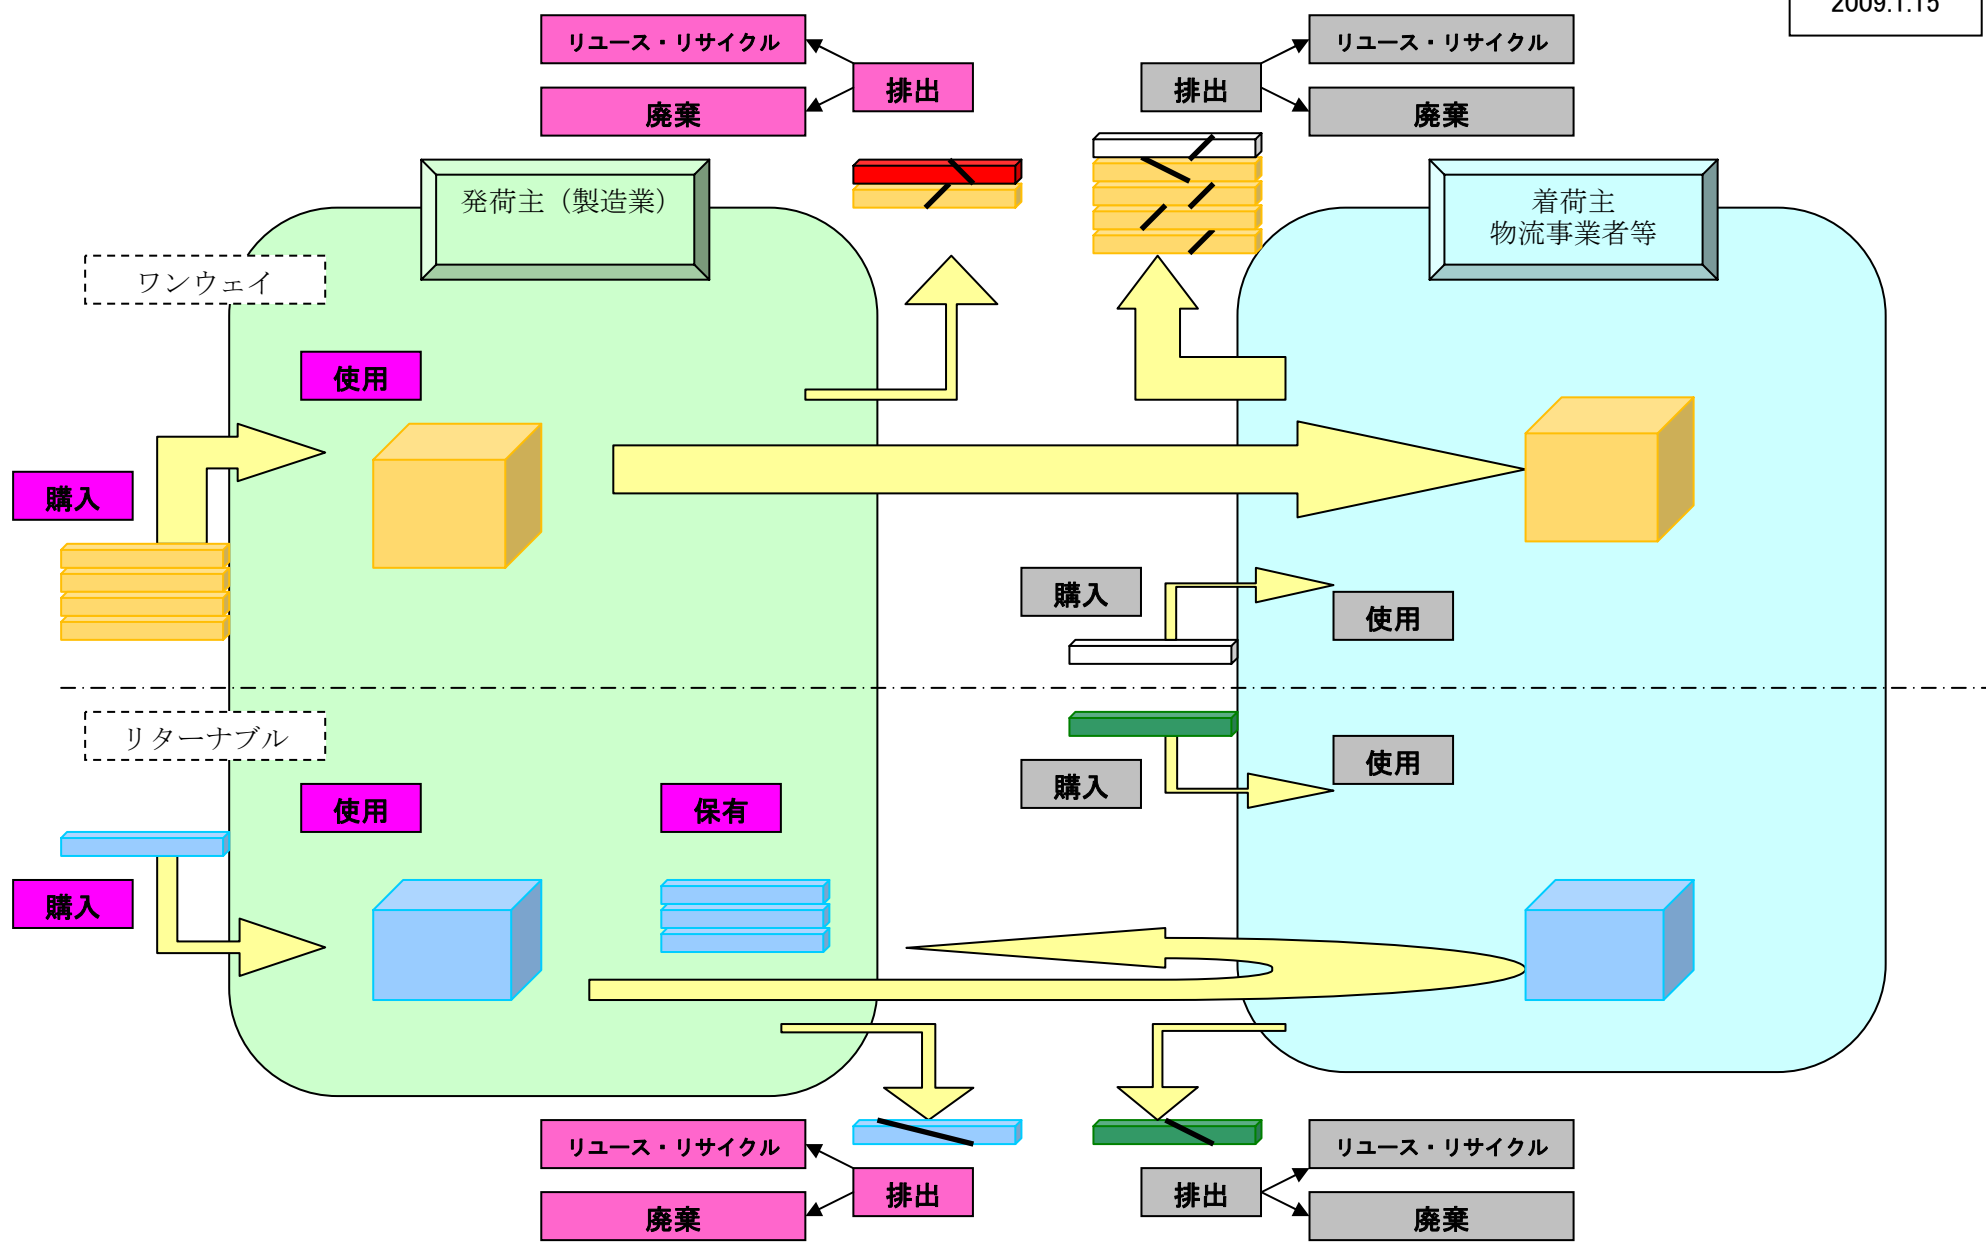 2009.1.15
リユース・リサイクル
排出
廃棄
排出
リユース・リサイクル
廃棄
発荷主（製造業）
着荷主
物流事業者等
ワンウェイ
使用
購入
購入
使用
リターナブル
使用
保有
購入
購入
使用
リユース・リサイクル
排出
廃棄
排出
リユース・リサイクル
廃棄